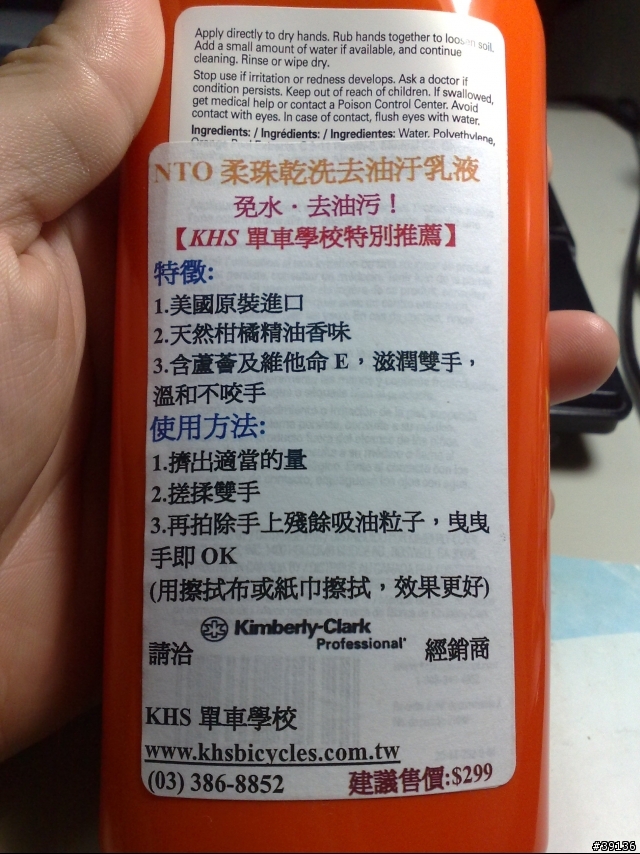 Apply directly to dry hands. Rub hands together to loosen soil.
Add a small amount of water if available, and continue
cleaning. Rinse or wipe dry.
Stop use if irritation or redness develops. Ask a doctor if
condition persists. Keep out of reach of children. If swallowed,
get medical help or contact a Poison Control Center. Avoid
contact with eyes. In case of contact, flush eyes with water.
Ingredients: / Ingrédients: / Ingredientes: Water, Polyethylene,
NTO 柔珠乾洗去油汙乳液
免水．去油污！
【KHS 單車學校特別推薦】
特徵:
1.美國原裝進口
2.天然柑橘精油香味
3.含蘆薈及維他命 E，滋潤雙手，
溫和不咬手
使用方法:
1.擠出適當的量
2.搓揉雙手
3.再拍除手上殘餘吸油粒子，曳曳
手即 OK
(用擦拭布或紙巾擦拭，效果更好)
請洽 Kimberly-Clark Professional* 經銷商
KHS 單車學校
www.khsbicycles.com.tw
(03) 386-8852 建議售價:$299
#39136